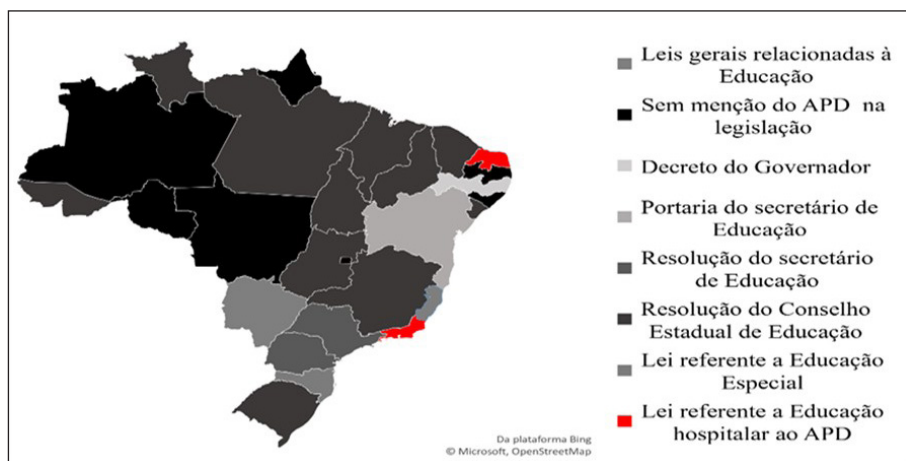 Leis gerais relacionadas à
Educação
Sem menção do APD na
legislação
Decreto do Governador
Portaria do secretário de
Educação
Resolução do secretário
de Educação
Resolução do Conselho
Estadual de Educação
Lei referente a Educação
Especial
Lei referente a Educação
hospitalar ao APD
Da plataforma Bing
© Microsoft, OpenStreetMap